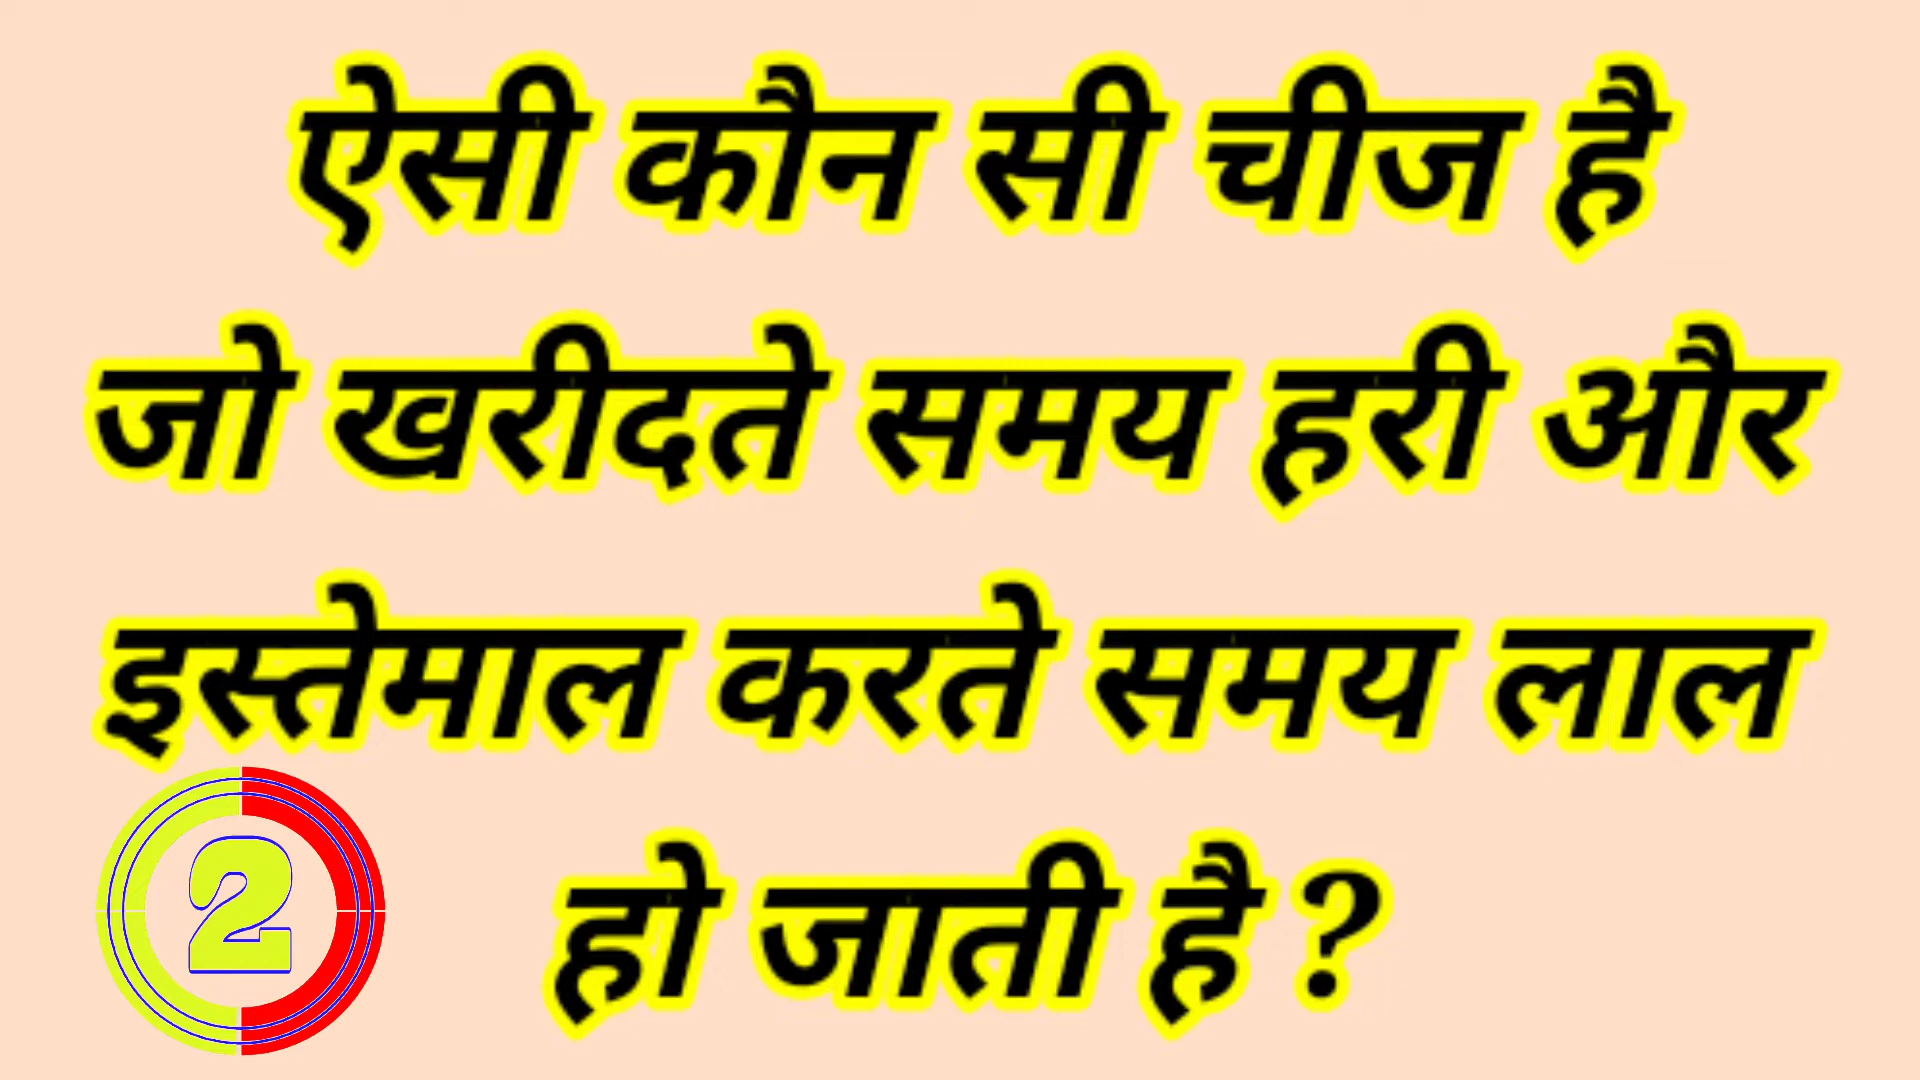 ऐसी कौन सी चीज है
जो खरीदते समय हरी और
इस्तेमाल करते समय लाल
हो जाती है ?
2